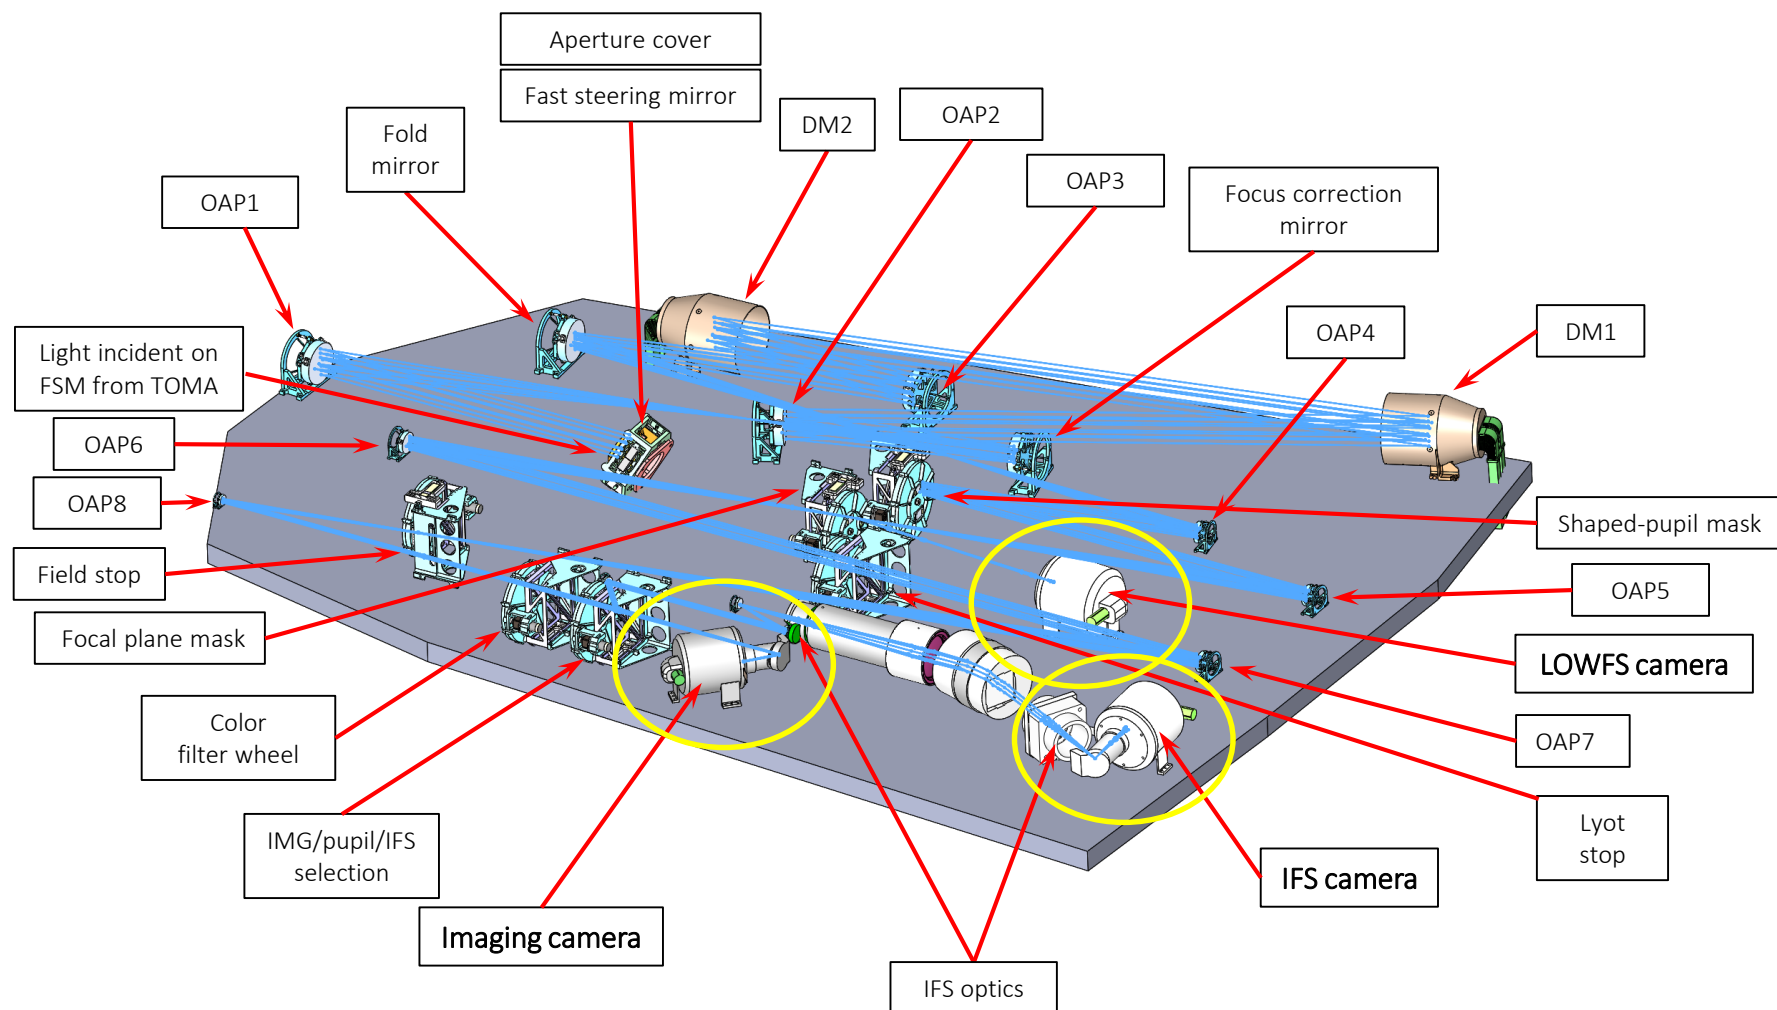 Aperture cover
Fast steering mirror
DM2
OAP2
Fold
mirror
OAP3
Focus correction
mirror
OAP1
OAP4
DM1
Light incident on
FSM from TOMA
OAP6
OAP8
Field stop
Focal plane mask
Shaped-pupil mask
OAP5
LOWFS camera
Color
filter wheel
OAP7
IMG/pupil/IFS
selection
Lyot
stop
IFS camera
Imaging camera
IFS optics